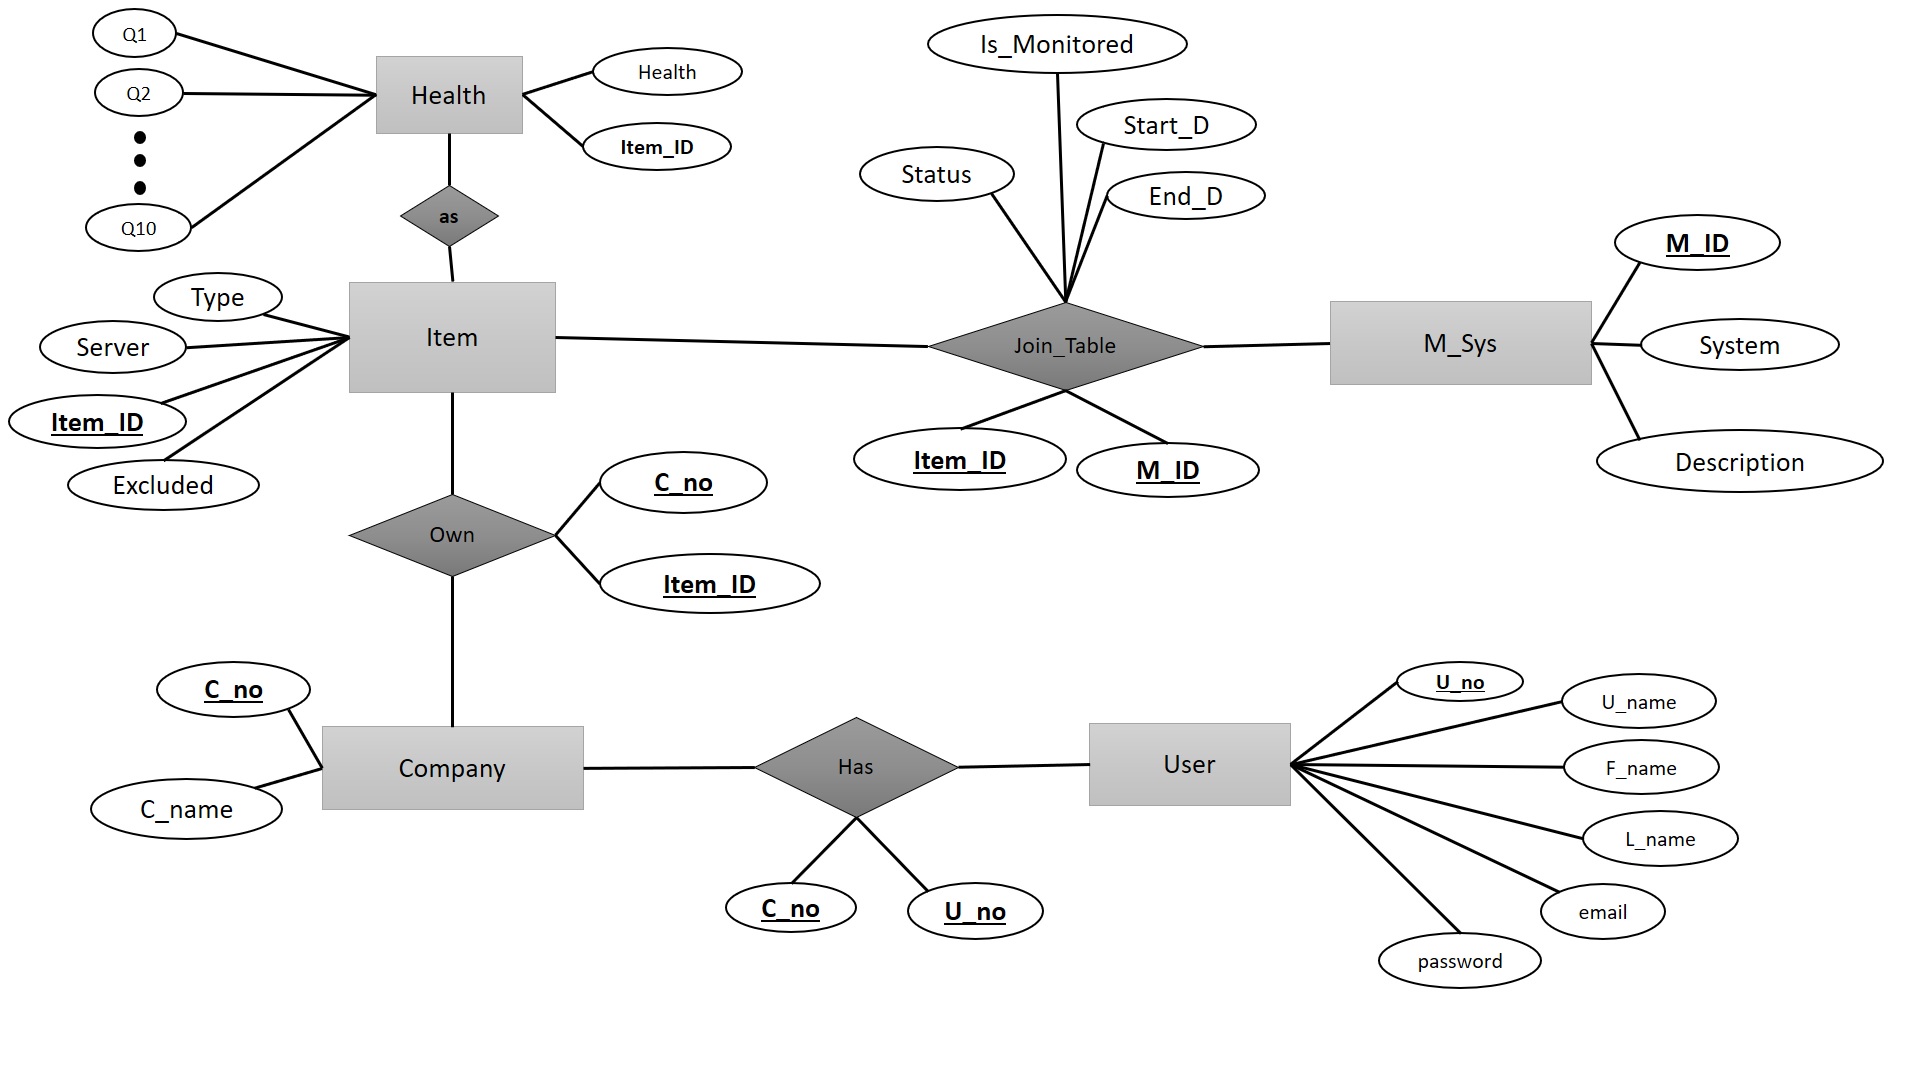 Q1
Q2
Q10
Health
Health
Item_ID
as
Type
Server
Item_ID
Excluded
Item
Is_Monitored
Start_D
Status
End_D
Join_Table
Item_ID
M_ID
M_Sys
M_ID
System
Description
Own
C_no
Item_ID
C_no
C_name
Company
Has
C_no
U_no
User
U_no
U_name
F_name
L_name
email
password